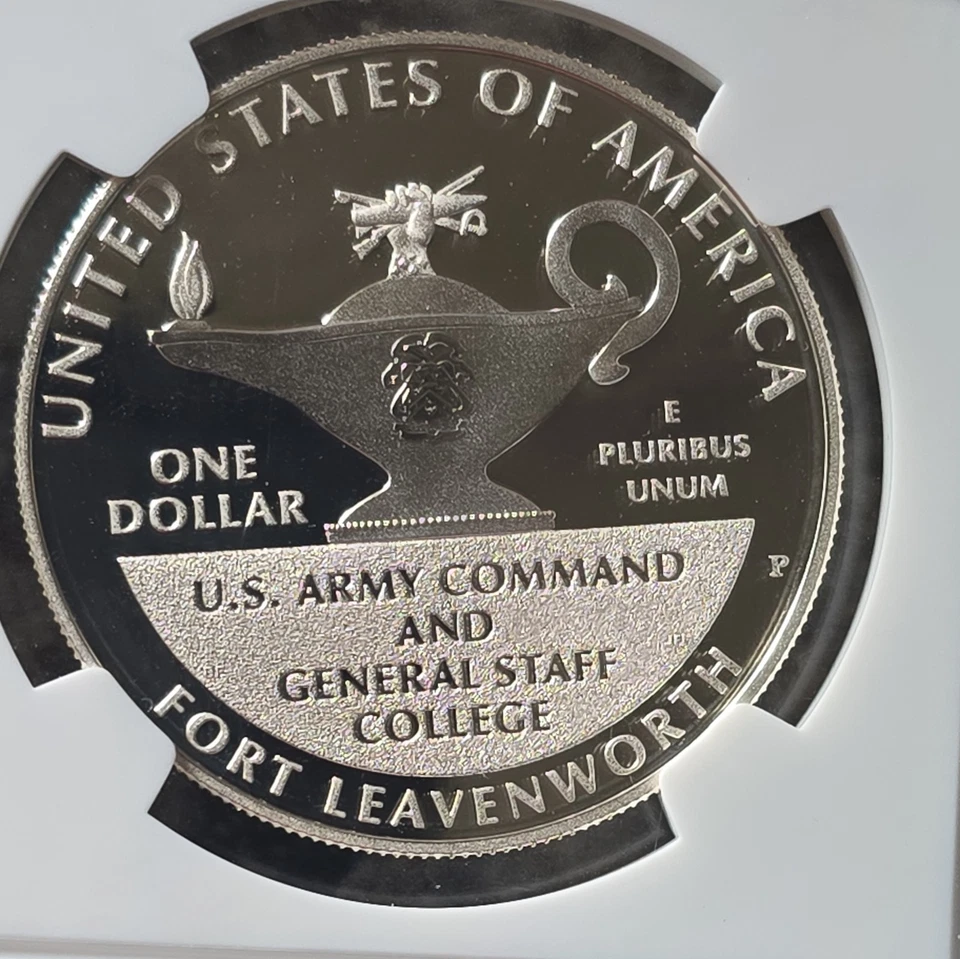 UNITED STATES OF AMERICA
ONE
DOLLAR
E
PLURIBUS
UNUM
P
U.S. ARMY COMMAND
AND
GENERAL STAFF
COLLEGE
FORT LEAVENWORTH